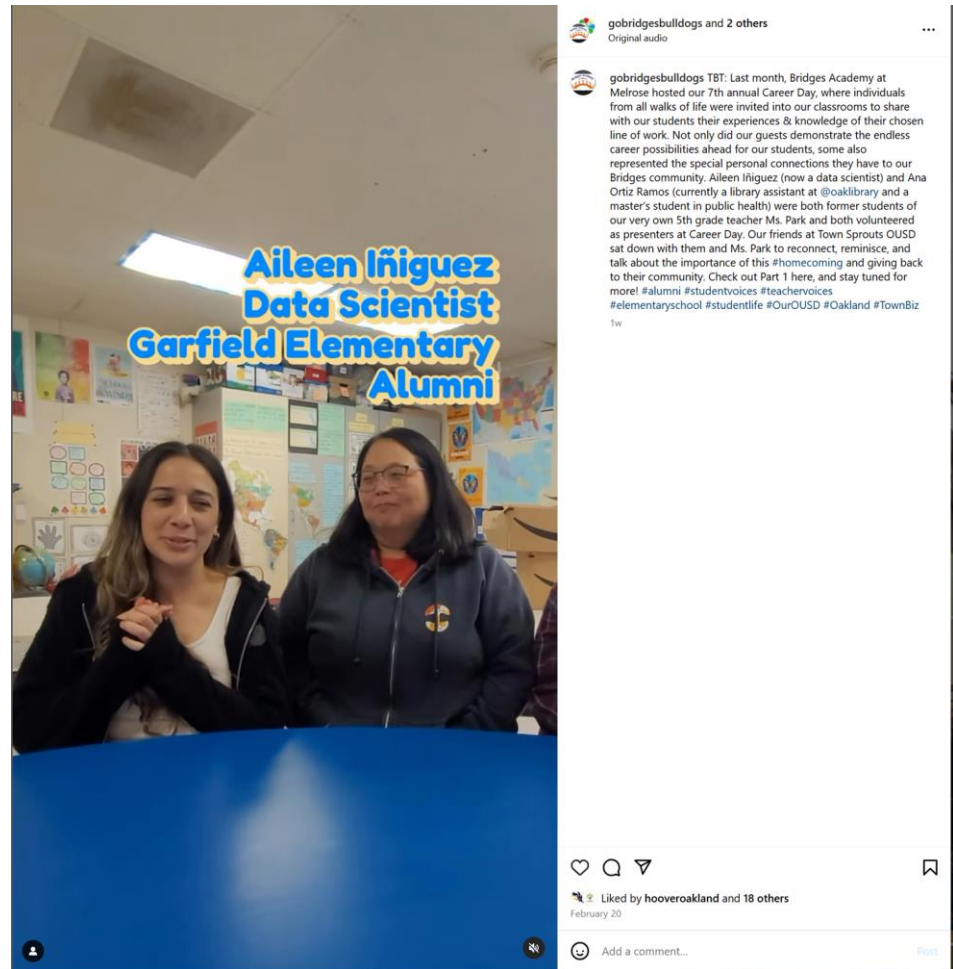 Aileen Iñiguez
Data Scientist
Garfield Elementary
Alumni
gobridgesbulldogs and 2 others
Original audio
gobridgesbulldogs TBT: Last month, Bridges Academy at
Melrose hosted our 7th annual Career Day, where individuals
from all walks of life were invited into our classrooms to share
with our students their experiences & knowledge of their chosen
line of work. Not only did our guests demonstrate the endless
career possibilities ahead for our students, some also
represented the special personal connections they have to our
Bridges community. Aileen Iñiguez (now a data scientist) and Ana
Ortiz Ramos (currently a library assistant at @oaklibrary and a
master's student in public health) were both former students of
our very own 5th grade teacher Ms. Park and both volunteered
as presenters at Career Day. Our friends at Town Sprouts OUSD
sat down with them and Ms. Park to reconnect, reminisce, and
talk about the importance of this #homecoming and giving back
to their community. Check out Part 1 here, and stay tuned for
more! #alumni #studentvoices #teachervoices
#elementaryschool #studentlife #OurOUSD #Oakland #TownBiz
1w
Liked by hooveroakland and 18 others
February 20
Add a comment...
Post